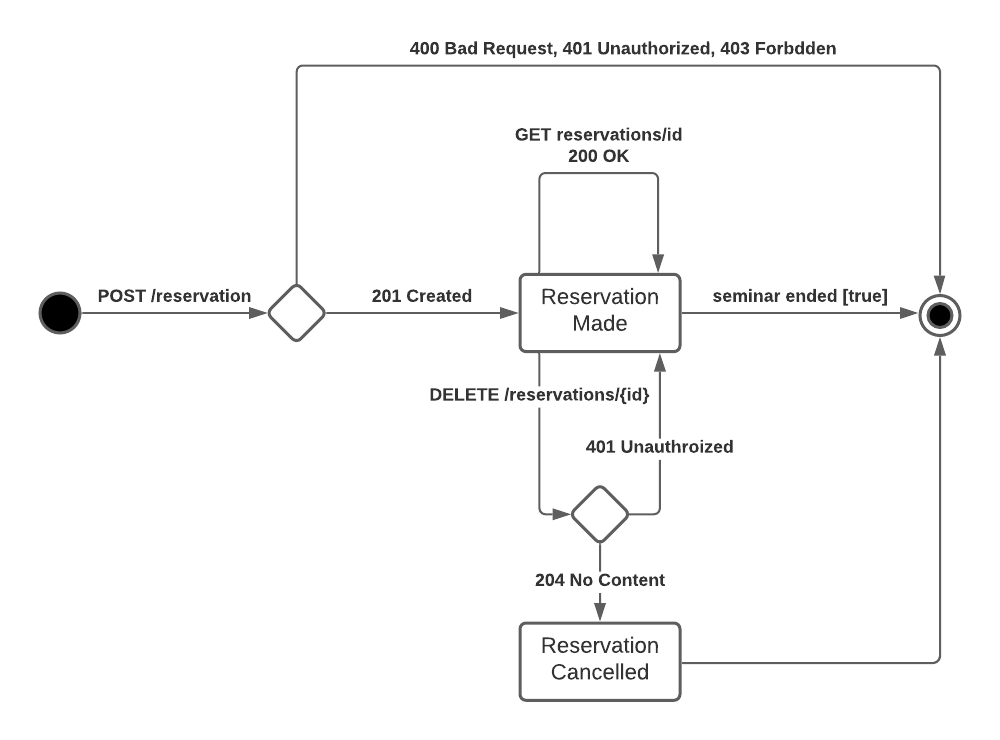 400 Bad Request, 401 Unauthorized, 403 Forbdden
GET reservations/id
200 OK
POST /reservation
201 Created
Reservation
Made
seminar ended [true]
DELETE /reservations/{id}
401 Unauthroized
204 No Content
Reservation
Cancelled